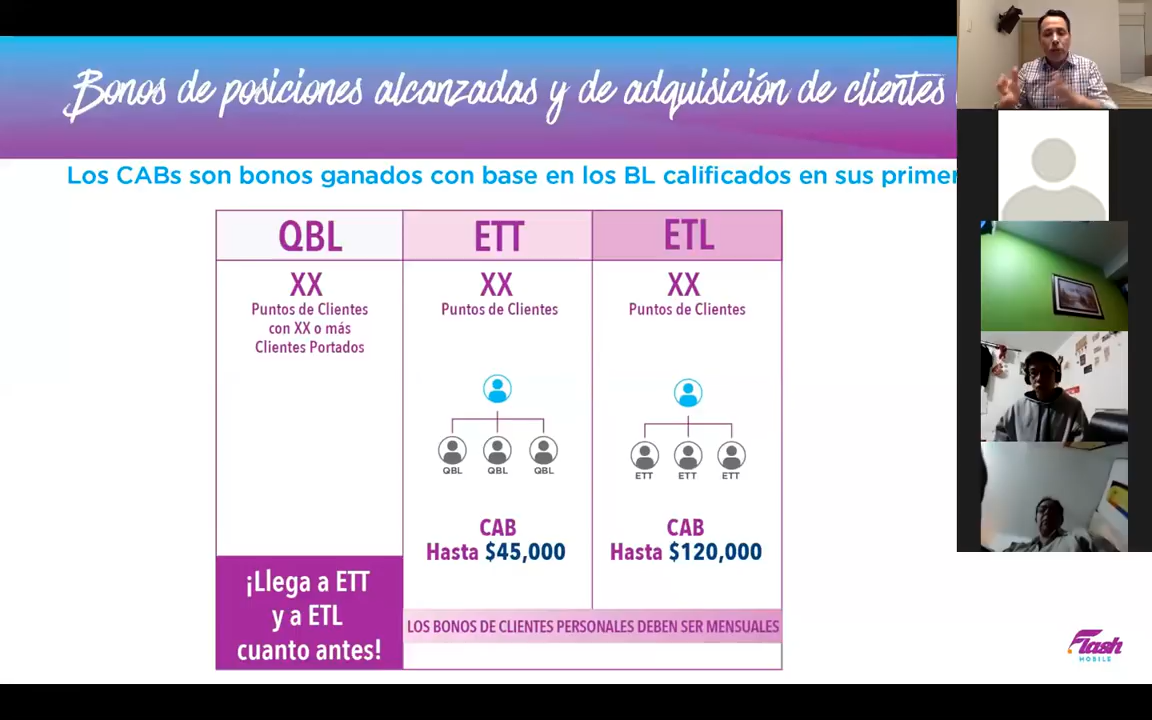 Bonos de posiciones alcanzadas y de adquisición de clientes
Los CABs son bonos ganados con base en los BL calificados en sus primer
QBL
XX
Puntos de Clientes
con XX o más
Clientes Portados
¡Llega a ETT
y a ETL
cuanto antes!
ETT
XX
Puntos de Clientes
QBL QBL QBL
CAB
Hasta $45,000
ETL
XX
Puntos de Clientes
ETT ETT ETT
CAB
Hasta $120,000
LOS BONOS DE CLIENTES PERSONALES DEBEN SER MENSUALES
Flash
MOBILE